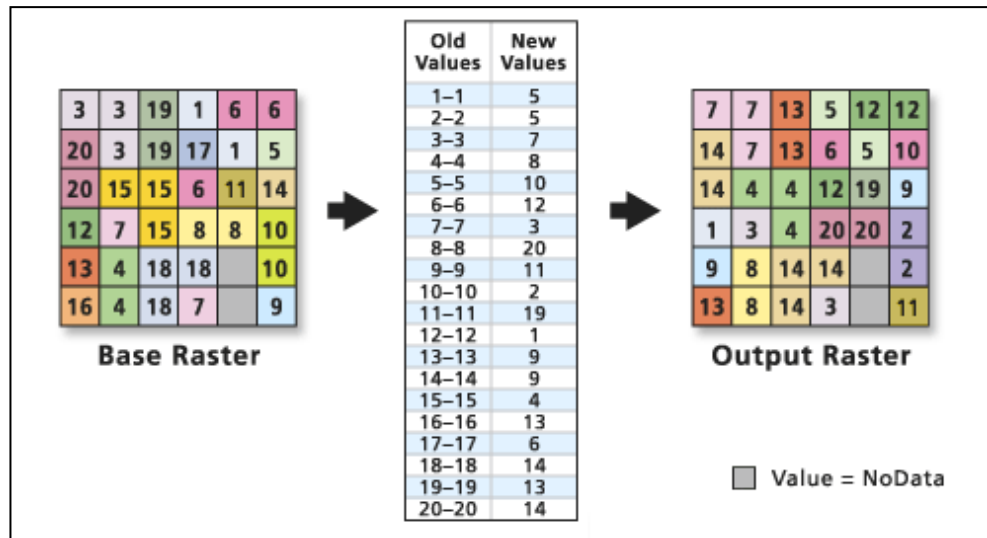 Old Values New Values
1–1 5
2–2 5
3–3 7
4–4 8
5–5 10
6–6 12
7–7 3
8–8 20
9–9 11
10–10 2
11–11 19
12–12 1
13–13 9
14–14 9
15–15 4
16–16 13
17–17 6
18–18 14
19–19 13
20–20 14
3 3 19 1 6 6
20 3 19 17 1 5
20 15 15 6 11 14
12 7 15 8 8 10
13 4 18 18 10
16 4 18 7 9
Base Raster
7 7 13 5 12 12
14 7 13 6 5 10
14 4 4 12 19 9
1 3 4 20 20 2
9 8 14 14 2
13 8 14 3 11
Output Raster
Value = NoData